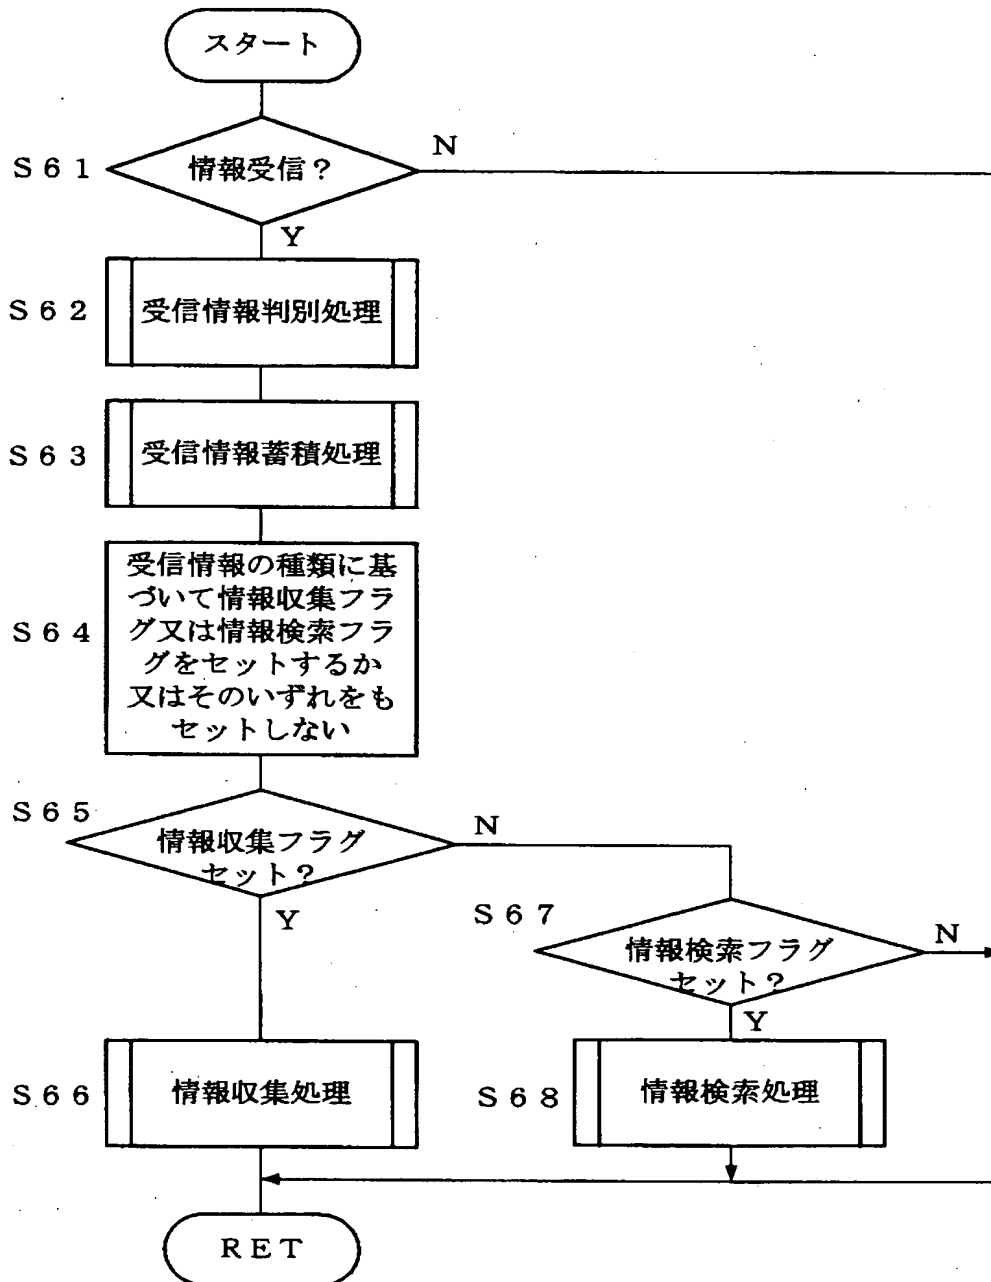 スタート
S61
情報受信？
N
Y
S62
受信情報判別処理
S63
受信情報蓄積処理
S64
受信情報の種類に基
づいて情報収集フラ
グ又は情報検索フラ
グをセットするか
又はそのいずれをも
セットしない
S65
情報収集フラグ
セット？
N
Y
S67
情報検索フラグ
セット？
N
Y
S66
情報収集処理
S68
情報検索処理
RET